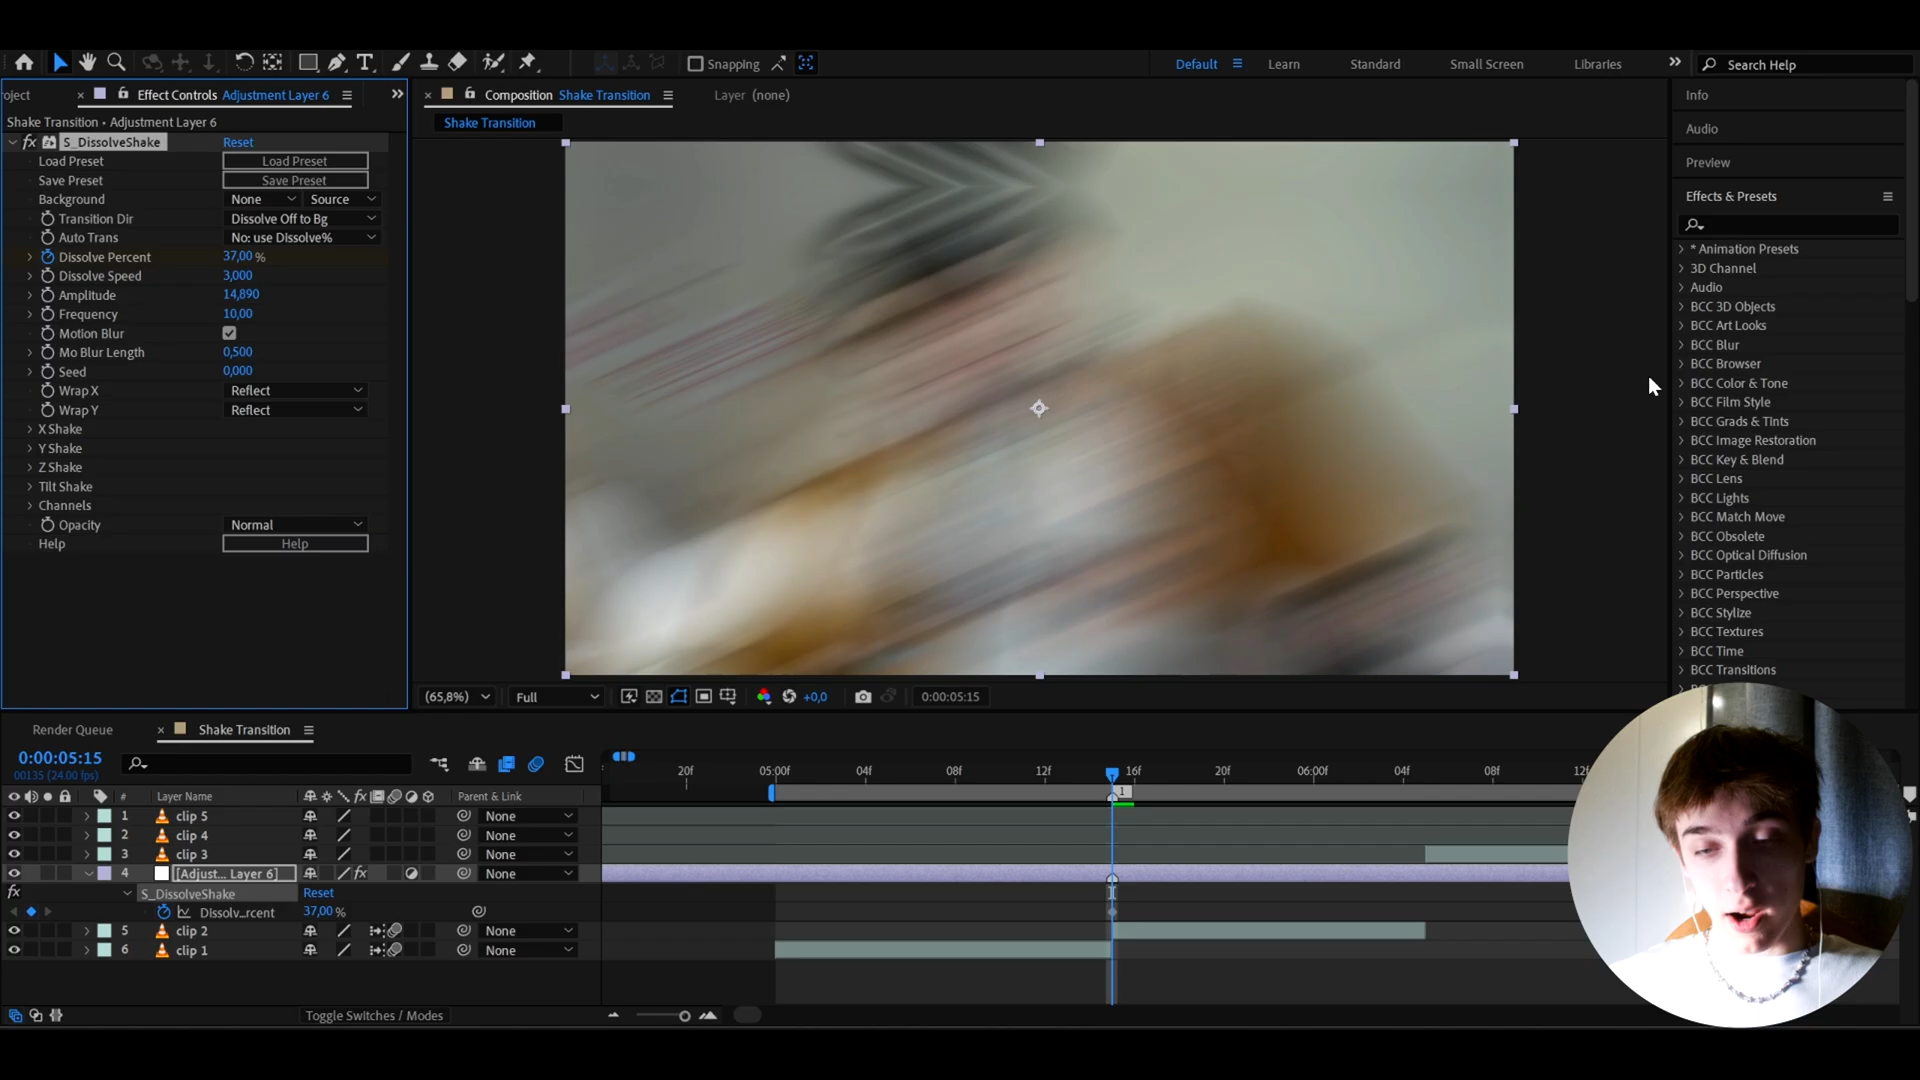 Snapping
Default
Learn
Standard
Small Screen
Libraries
Search Help
oject
Effect Controls Adjustment Layer 6
Composition Shake Transition
Layer (none)
Info
Shake Transition • Adjustment Layer 6
Shake Transition
Audio
Preview
Effects & Presets
fx S_DissolveShake Reset
Load Preset Load Preset
Save Preset Save Preset
Background None Source
Transition Dir Dissolve Off to Bg
Auto Trans No: use Dissolve%
Dissolve Percent 37,00 %
Dissolve Speed 3,000
Amplitude 14,890
Frequency 10,00
Motion Blur
Mo Blur Length 0,500
Seed 0,000
Wrap X Reflect
Wrap Y Reflect
X Shake
Y Shake
Z Shake
Tilt Shake
Channels
Opacity Normal
Help Help
* Animation Presets
3D Channel
Audio
BCC 3D Objects
BCC Art Looks
BCC Blur
BCC Browser
BCC Color & Tone
BCC Film Style
BCC Grads & Tints
BCC Image Restoration
BCC Key & Blend
BCC Lens
BCC Lights
BCC Match Move
BCC Obsolete
BCC Optical Diffusion
BCC Particles
BCC Perspective
BCC Stylize
BCC Textures
BCC Time
BCC Transitions
(65,8%) Full +0,0 0:00:05:15
Render Queue
Shake Transition
0:00:05:15
00135 (24.00 fps)
20f 05:00f 04f 08f 12f 16f 20f 06:00f 04f 08f 12f
1
# Layer Name fx Parent & Link
1 clip 5 None
2 clip 4 None
3 clip 3 None
4 [Adjust... Layer 6] fx None
fx S_DissolveShake Reset
Dissolv_rcent 37,00 %
5 clip 2 None
6 clip 1 None
Toggle Switches / Modes